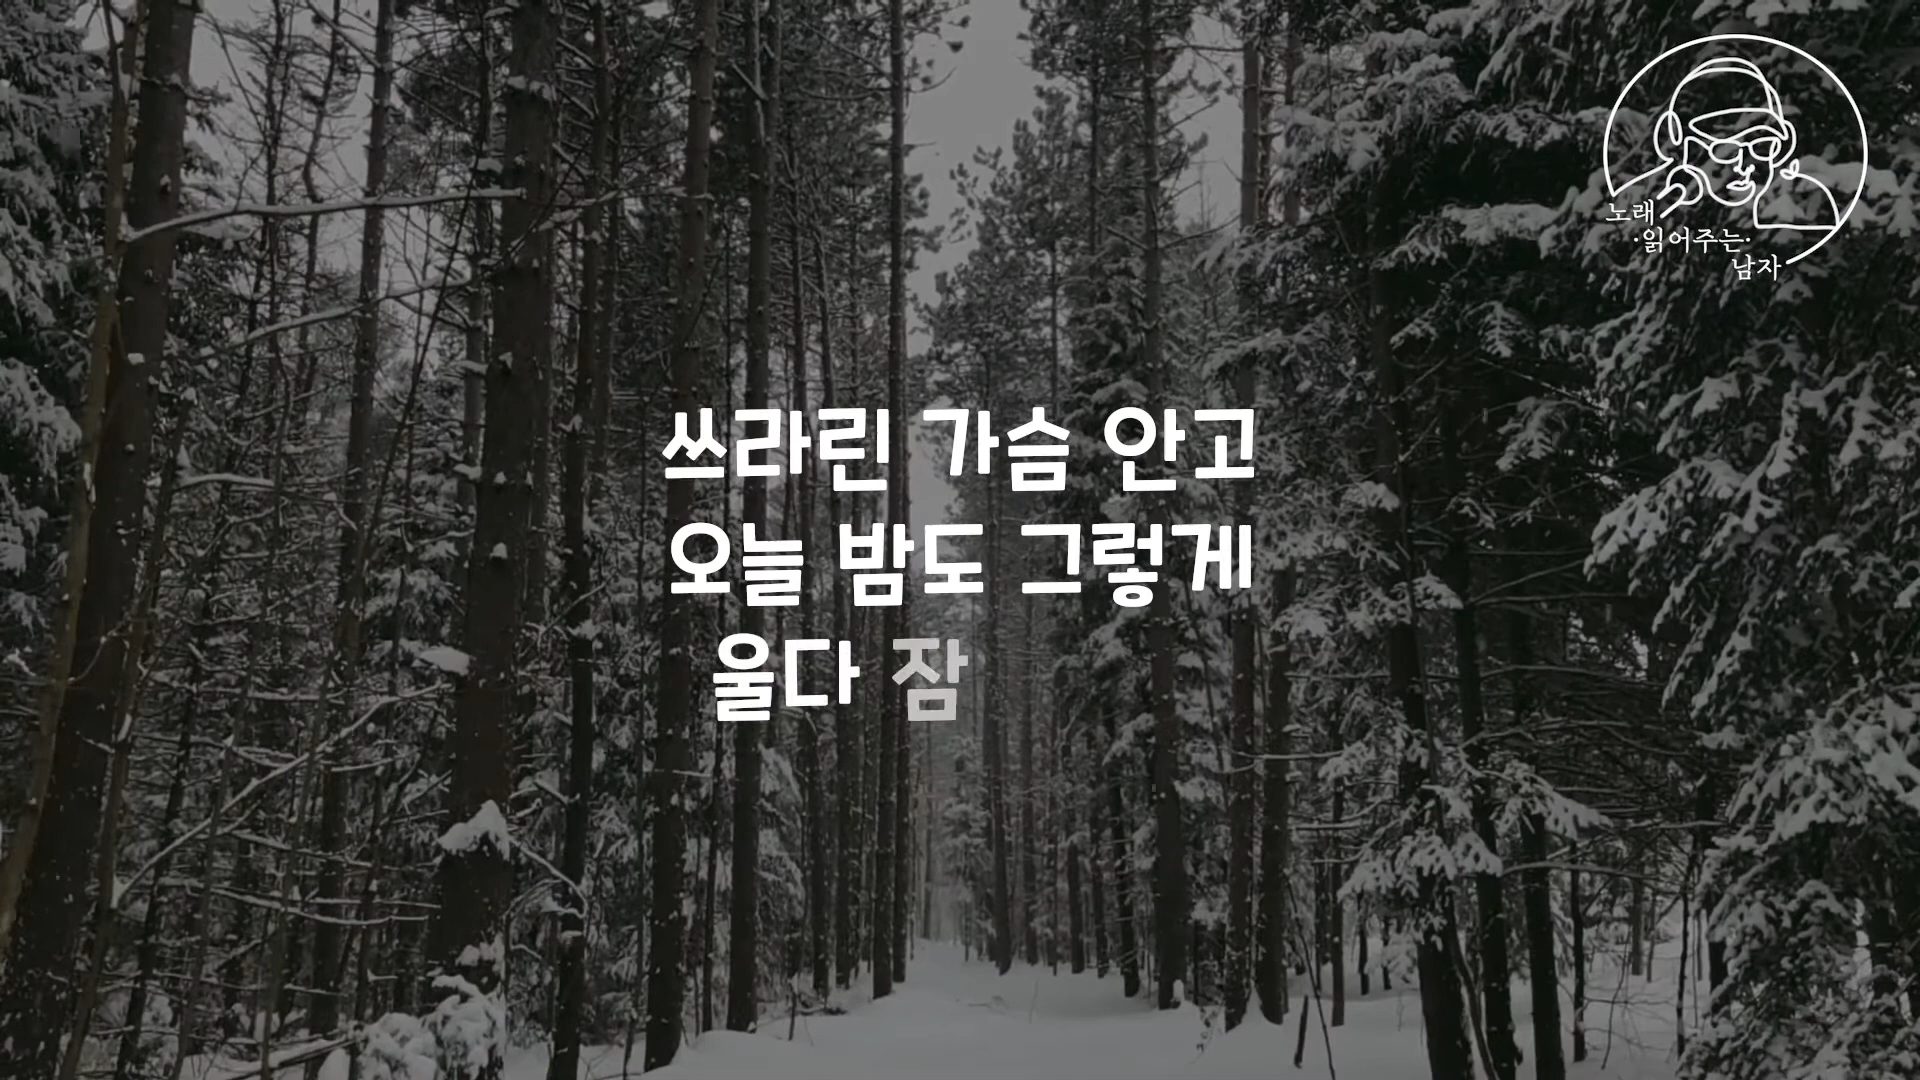 노래
·읽어주는·
남자
쓰라린 가슴 안고
오늘 밤도 그렇게
울다 잠